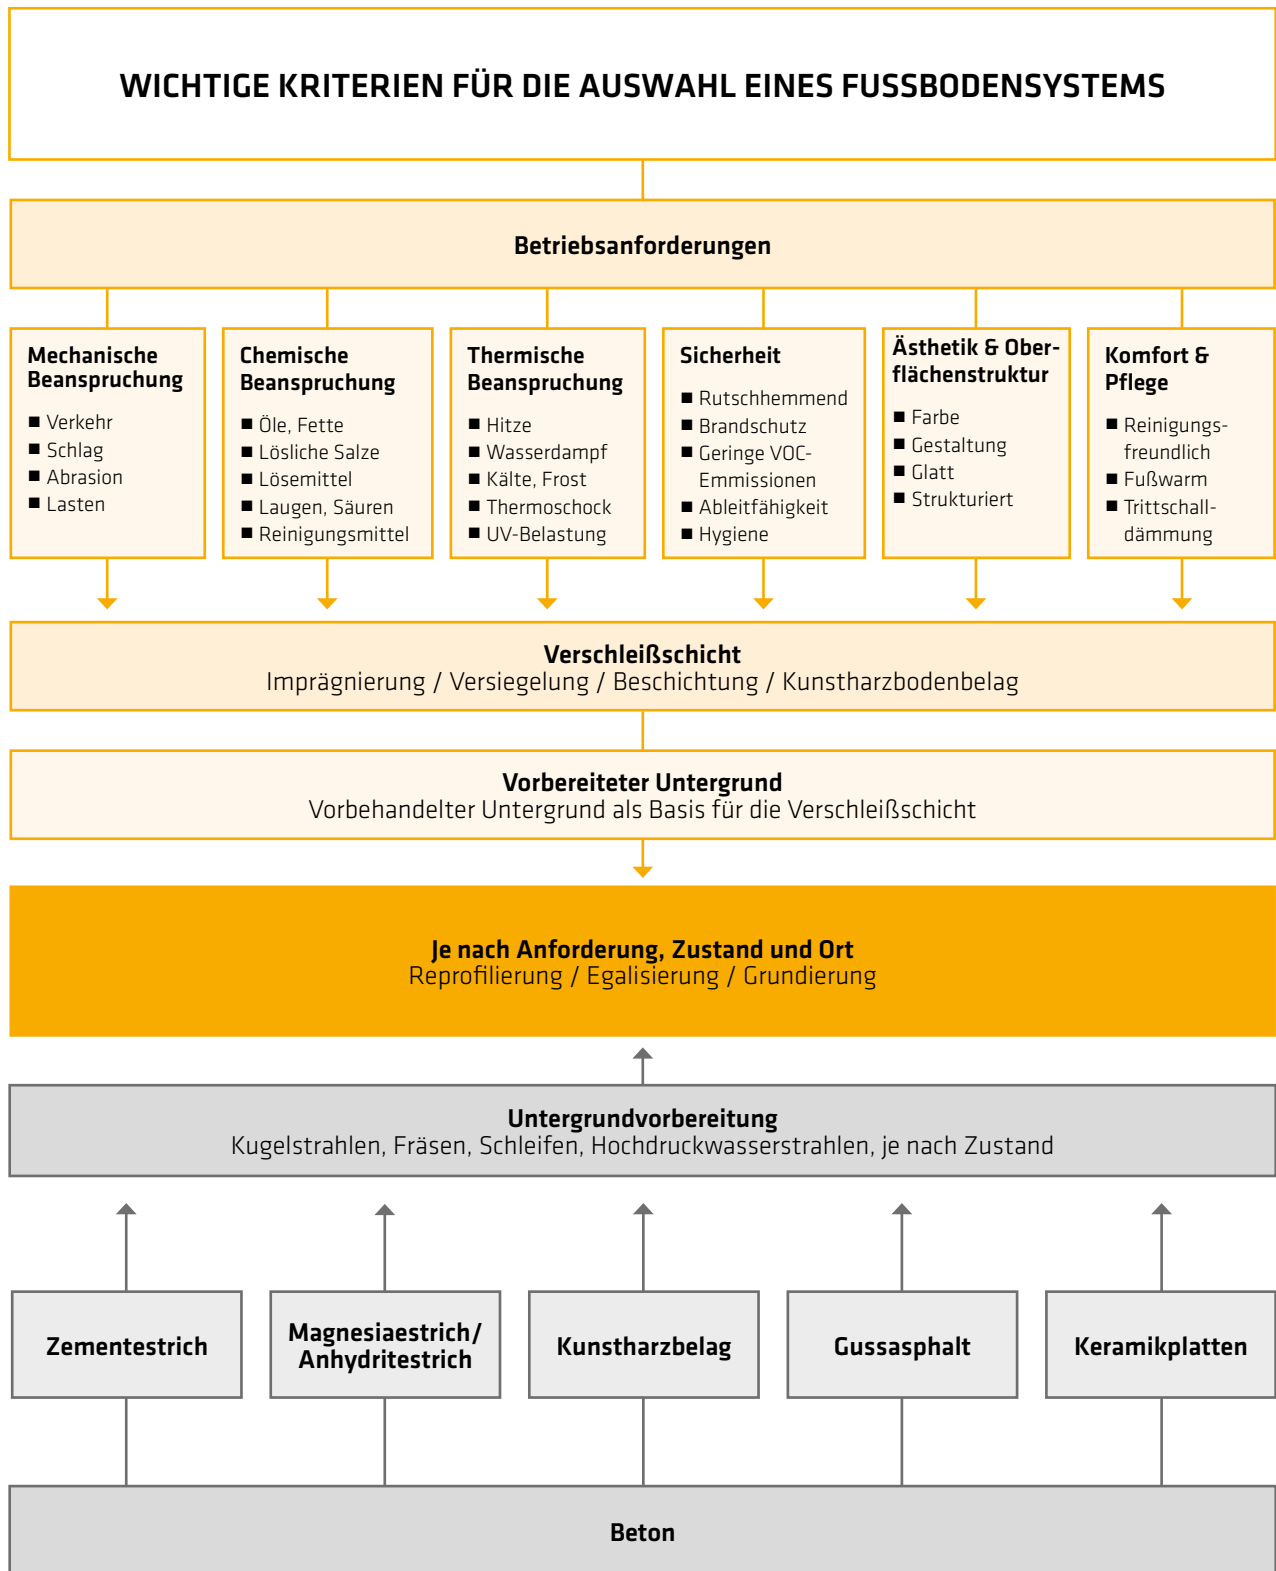 WICHTIGE KRITERIEN FÜR DIE AUSWAHL EINES FUSSBODENSYSTEMS
Betriebsanforderungen
Mechanische
Beanspruchung
■ Verkehr
■ Schlag
■ Abrasion
■ Lasten
Chemische
Beanspruchung
■ Öle, Fette
■ Lösliche Salze
■ Lösemittel
■ Laugen, Säuren
■ Reinigungsmittel
Thermische
Beanspruchung
■ Hitze
■ Wasserdampf
■ Kälte, Frost
■ Thermoschock
■ UV-Belastung
Sicherheit
■ Rutschhemmend
■ Brandschutz
■ Geringe VOC-
Emmissionen
■ Ableitfähigkeit
■ Hygiene
Ästhetik & Ober-
flächenstruktur
■ Farbe
■ Gestaltung
■ Glatt
■ Strukturiert
Komfort &
Pflege
■ Reinigungs-
freundlich
■ Fußwarm
■ Trittschall-
dämmung
Verschleißschicht
Imprägnierung / Versiegelung / Beschichtung / Kunstharzbodenbelag
Vorbereiteter Untergrund
Vorbehandelter Untergrund als Basis für die Verschleißschicht
Je nach Anforderung, Zustand und Ort
Reprofilierung / Egalisierung / Grundierung
Untergrundvorbereitung
Kugelstrahlen, Fräsen, Schleifen, Hochdruckwasserstrahlen, je nach Zustand
Zementestrich
Magnesiaestrich/
Anhydritestrich
Kunstharzbelag
Gussasphalt
Keramikplatten
Beton